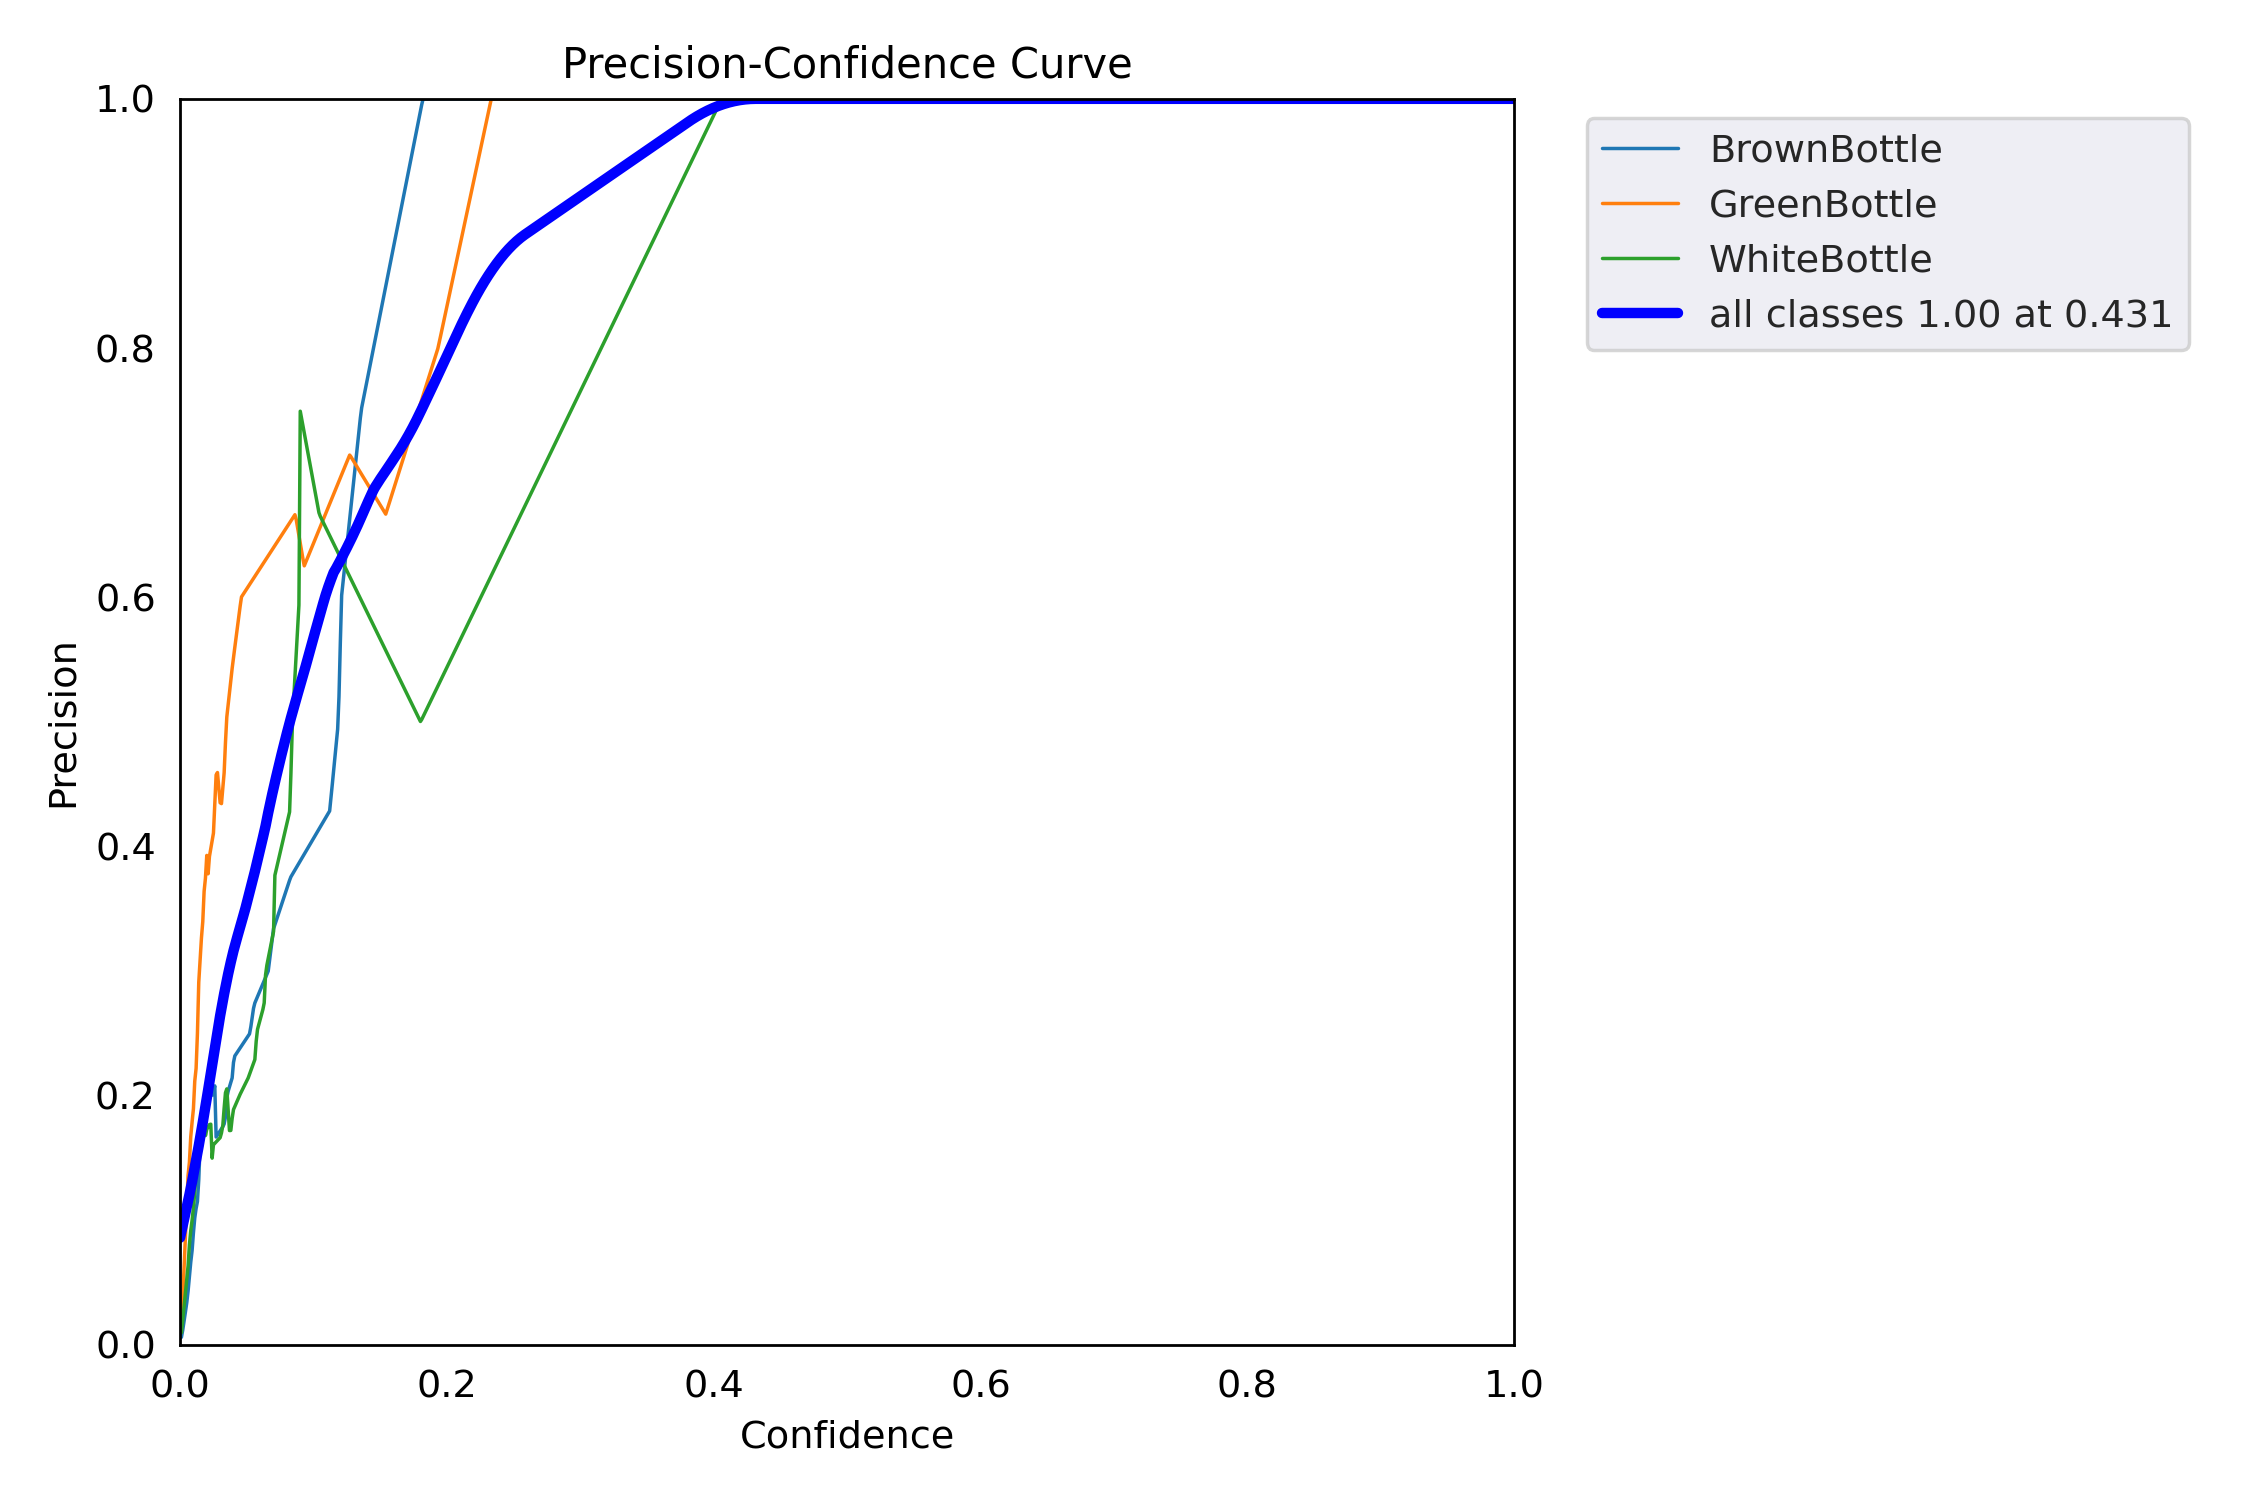 Precision-Confidence Curve
1.0
0.8
0.6
0.4
0.2
0.0
Precision
0.0 0.2 0.4 0.6 0.8 1.0
Confidence
BrownBottle
GreenBottle
WhiteBottle
all classes 1.00 at 0.431